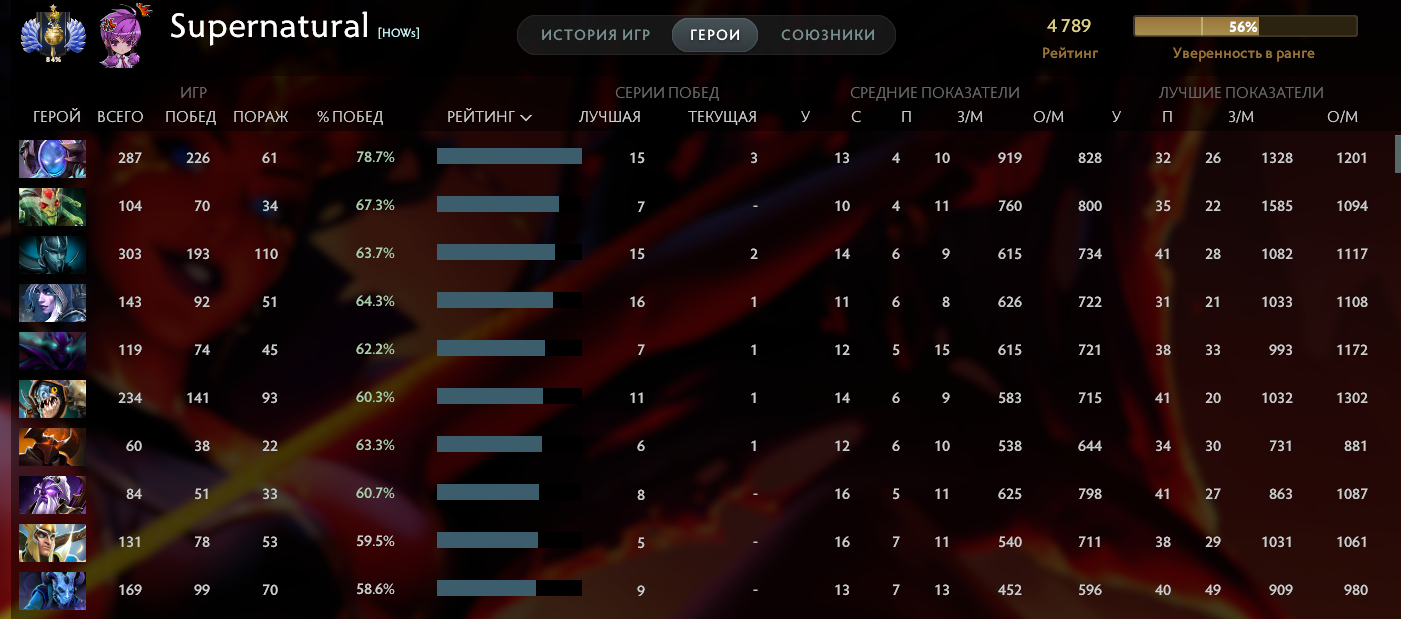 Supernatural [HOWs]
84%
ИСТОРИЯ ИГР ГЕРОИ СОЮЗНИКИ
4 789
Рейтинг
56%
Уверенность в ранге
ИГР СЕРИИ ПОБЕД СРЕДНИЕ ПОКАЗАТЕЛИ ЛУЧШИЕ ПОКАЗАТЕЛИ
ГЕРОЙ ВСЕГО ПОБЕД ПОРАЖ % ПОБЕД РЕЙТИНГ ЛУЧШАЯ ТЕКУЩАЯ У С П З/М О/М У П З/М О/М
287 226 61 78.7% 15 3 13 4 10 919 828 32 26 1328 1201
104 70 34 67.3% 7 - 10 4 11 760 800 35 22 1585 1094
303 193 110 63.7% 15 2 14 6 9 615 734 41 28 1082 1117
143 92 51 64.3% 16 1 11 6 8 626 722 31 21 1033 1108
119 74 45 62.2% 7 1 12 5 15 615 721 38 33 993 1172
234 141 93 60.3% 11 1 14 6 9 583 715 41 20 1032 1302
60 38 22 63.3% 6 1 12 6 10 538 644 34 30 731 881
84 51 33 60.7% 8 - 16 5 11 625 798 41 27 863 1087
131 78 53 59.5% 5 - 16 7 11 540 711 38 29 1031 1061
169 99 70 58.6% 9 - 13 7 13 452 596 40 49 909 980